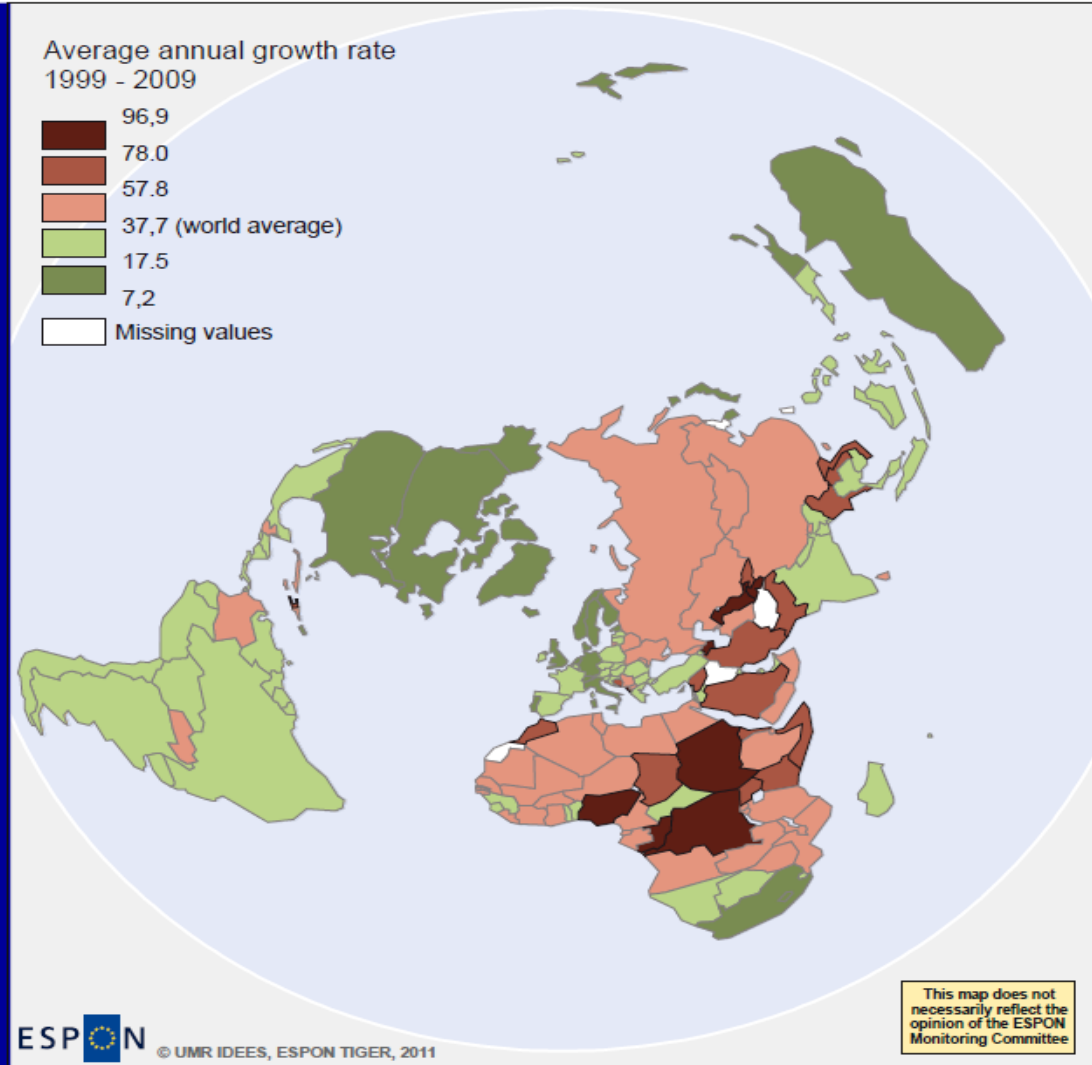 Average annual growth rate
1999 - 2009
96,9
78.0
57.8
37,7 (world average)
17.5
7,2
Missing values
This map does not
necessarily reflect the
opinion of the ESPON
Monitoring Committee
ESPON © UMR IDEES, ESPON TIGER, 2011